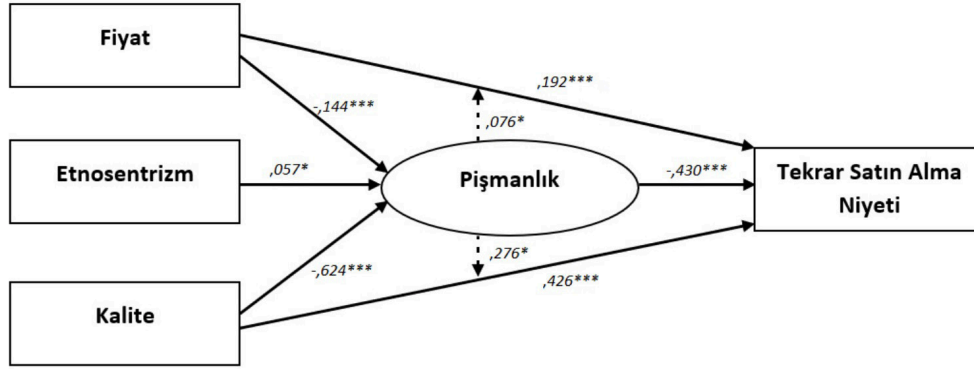 Fiyat
,192***
-,144***
,076*
Etnosentrizm
,057*
Pişmanlık
-,430***
Tekrar Satın Alma
Niyeti
-,624***
,276*
,426***
Kalite